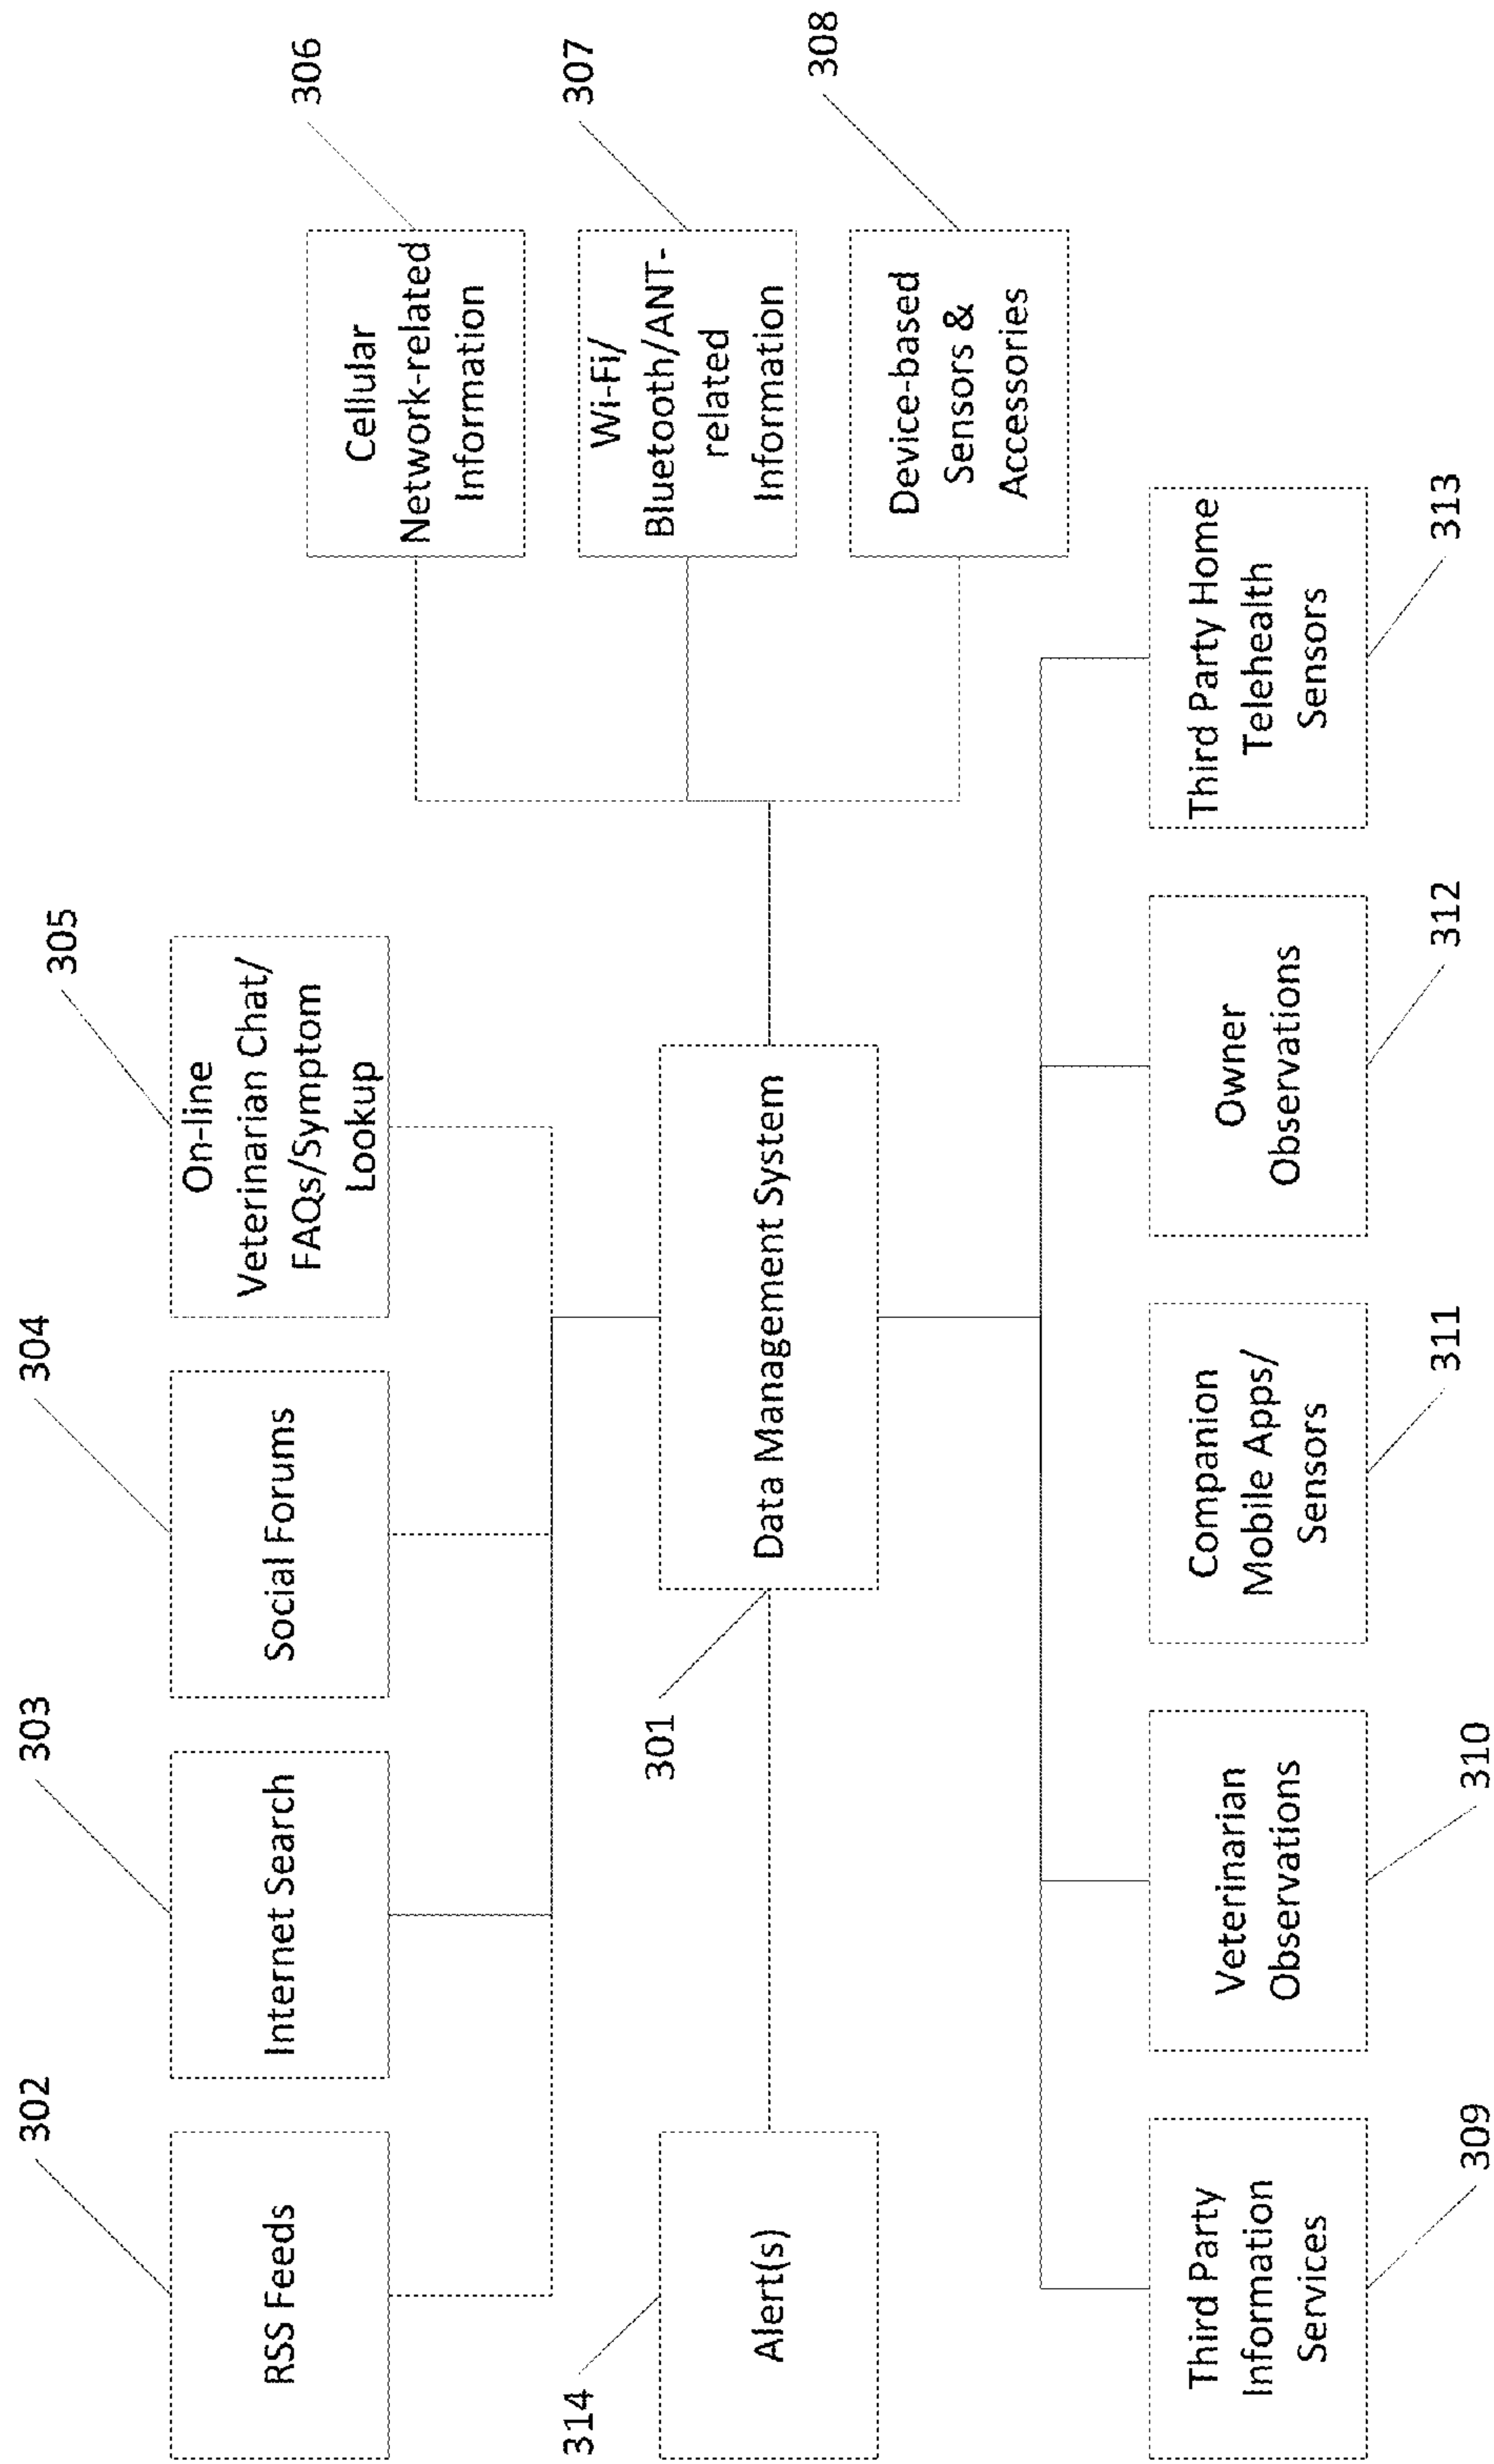 302
303
304
305
RSS Feeds
Internet Search
Social Forums
On-line
Veterinarian Chat/
FAQs/Symptom
Lookup
306
Cellular
Network-related
Information
307
Wi-Fi/
Bluetooth/ANT-
related
Information
308
Device-based
Sensors &
Accessories
314
Alert(s)
301
Data Management System
Third Party
Information
Services
Veterinarian
Observations
Companion
Mobile Apps/
Sensors
Owner
Observations
Third Party Home
Telehealth
Sensors
309
310
311
312
313